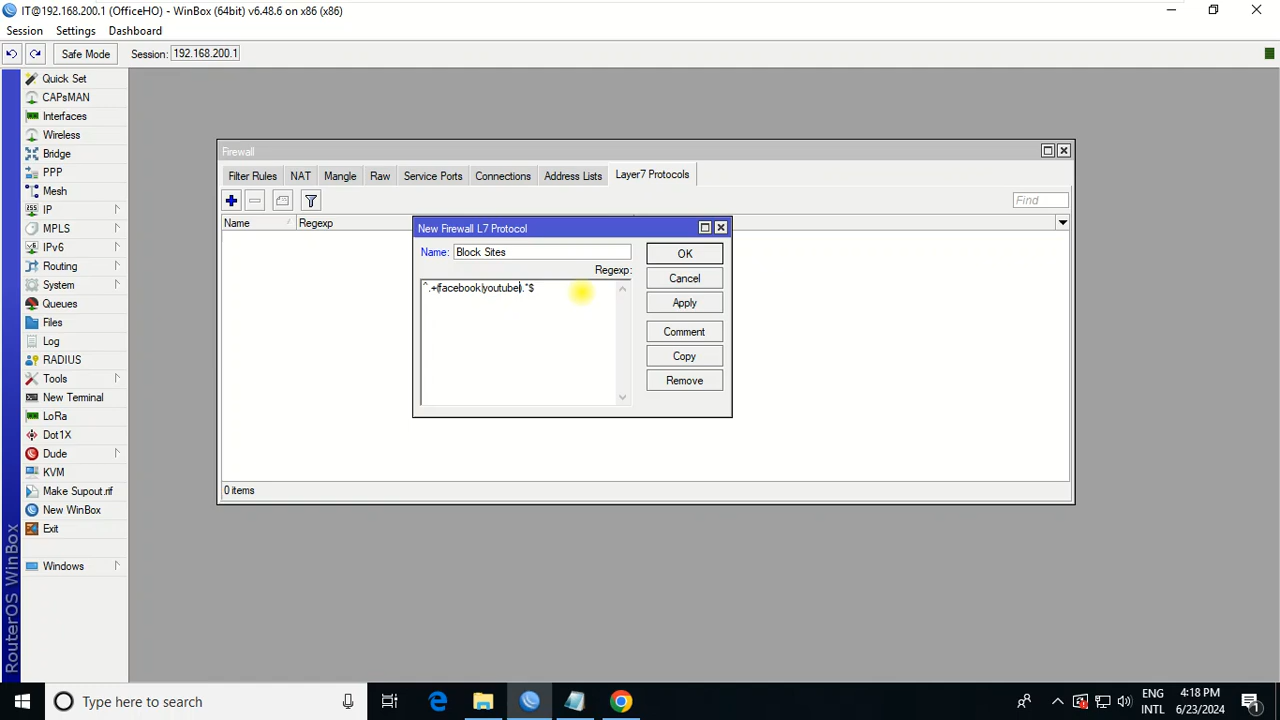 IT@192.168.200.1 (OfficeHO) - WinBox (64bit) v6.48.6 on x86 (x86)
Session Settings Dashboard
Safe Mode Session: 192.168.200.1
Quick Set
CAPsMAN
Interfaces
Wireless
Bridge
PPP
Mesh
IP
MPLS
IPv6
Routing
System
Queues
Files
Log
RADIUS
Tools
New Terminal
LoRa
Dot1X
Dude
KVM
Make Supout.rif
New WinBox
Exit
Windows
RouterOS WinBox
Firewall
Filter Rules NAT Mangle Raw Service Ports Connections Address Lists Layer7 Protocols
Find
Name Regexp
New Firewall L7 Protocol
Name: Block Sites
Regexp:
^.+(facebook|youtube).*$
OK
Cancel
Apply
Comment
Copy
Remove
0 items
Type here to search
ENG
INTL
4:18 PM
6/23/2024
1